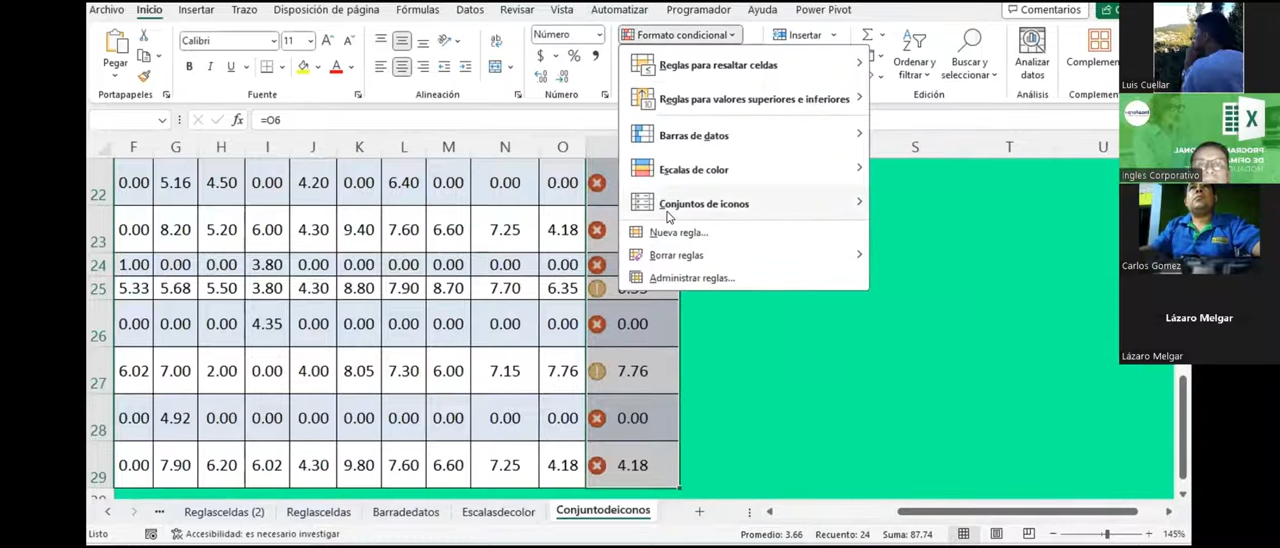 Archivo Inicio Insertar Trazo Disposición de página Fórmulas Datos Revisar Vista Automatizar Programador Ayuda Power Pivot
Comentarios
Pegar
Calibri 11
Número
Formato condicional
Insertar
Ordenar y filtrar
Buscar y seleccionar
Analizar datos
Complemen
Portapapeles Fuente Número Edición Análisis Complemen
fx =O6
Reglas para resaltar celdas
Reglas para valores superiores e inferiores
Barras de datos
Escalas de color
Conjuntos de iconos
Nueva regla...
Borrar reglas
Administrar reglas...
F G H I J K L M N O S T U
22 0.00 5.16 4.50 0.00 4.20 0.00 6.40 0.00 0.00 0.00
23 0.00 8.20 5.20 6.00 4.30 9.40 7.60 6.60 7.25 4.18
24 1.00 0.00 0.00 3.80 0.00 0.00 0.00 0.00 0.00 0.00
25 5.33 5.68 5.50 3.80 4.30 8.80 7.90 8.70 7.70 6.35
26 0.00 0.00 0.00 4.35 0.00 0.00 0.00 0.00 0.00 0.00 0.00
27 6.02 7.00 2.00 0.00 4.00 8.05 7.30 6.00 7.15 7.76 7.76
28 0.00 4.92 0.00 0.00 0.00 0.00 0.00 0.00 0.00 0.00 0.00
29 0.00 7.90 6.20 6.02 4.30 9.80 7.60 6.60 7.25 4.18 4.18
Reglasceldas (2) Reglasceldas Barradedatos Escalasdecolor Conjuntodeiconos
Listo Accesibilidad: es necesario investigar Promedio: 3.66 Recuento: 24 Suma: 87.74 145%
Luis Cuellar
Ingles Corporativo
Carlos Gomez
Lázaro Melgar
Lázaro Melgar